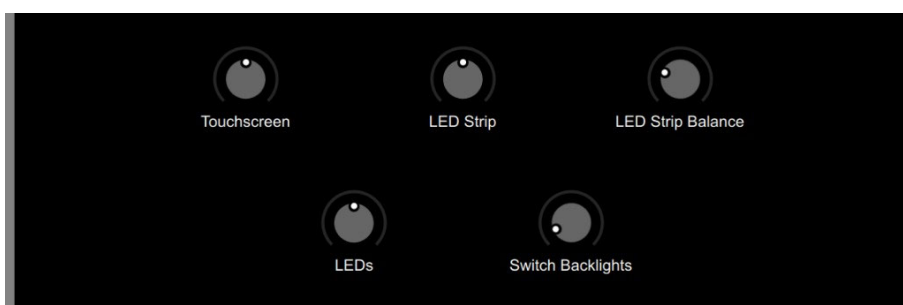 Touchscreen
LED Strip
LED Strip Balance
LEDs
Switch Backlights